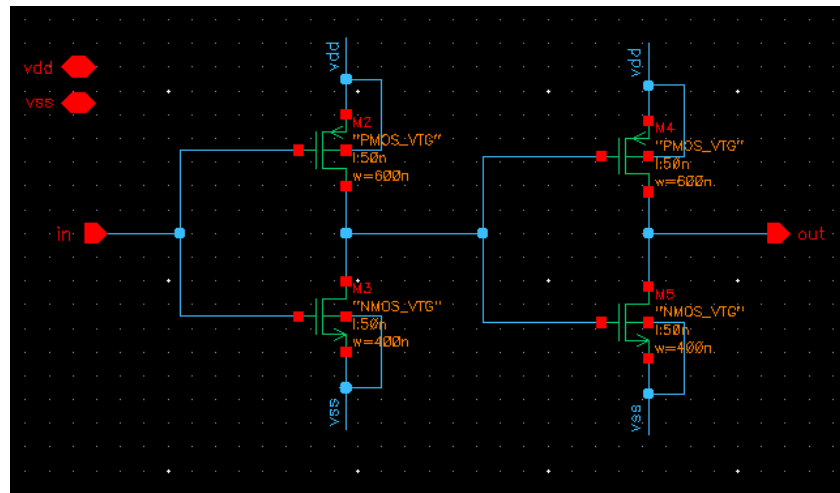 vdd
vss
in
vdd
M2
"PMOS_VTG"
l:50n
w=600n
M3
"NMOS_VTG"
l:50n
w=400n
vss
vdd
M4
"PMOS_VTG"
l:50n
w=600n
M5
"NMOS_VTG"
l:50n
w=400n
vss
out